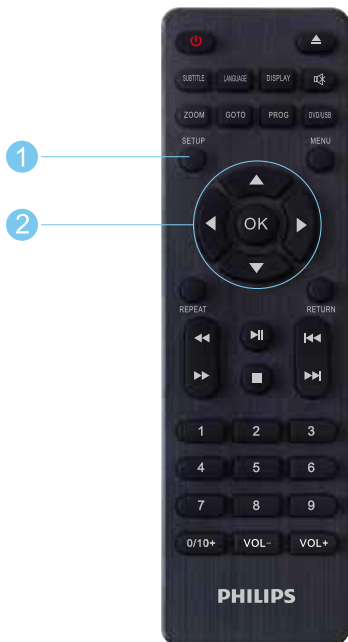 SUBTITLE LANGUAGE DISPLAY
ZOOM GOTO PROG DVD/USB
SETUP MENU
1
2
OK
REPEAT RETURN
1 2 3
4 5 6
7 8 9
0/10+ VOL- VOL+
PHILIPS